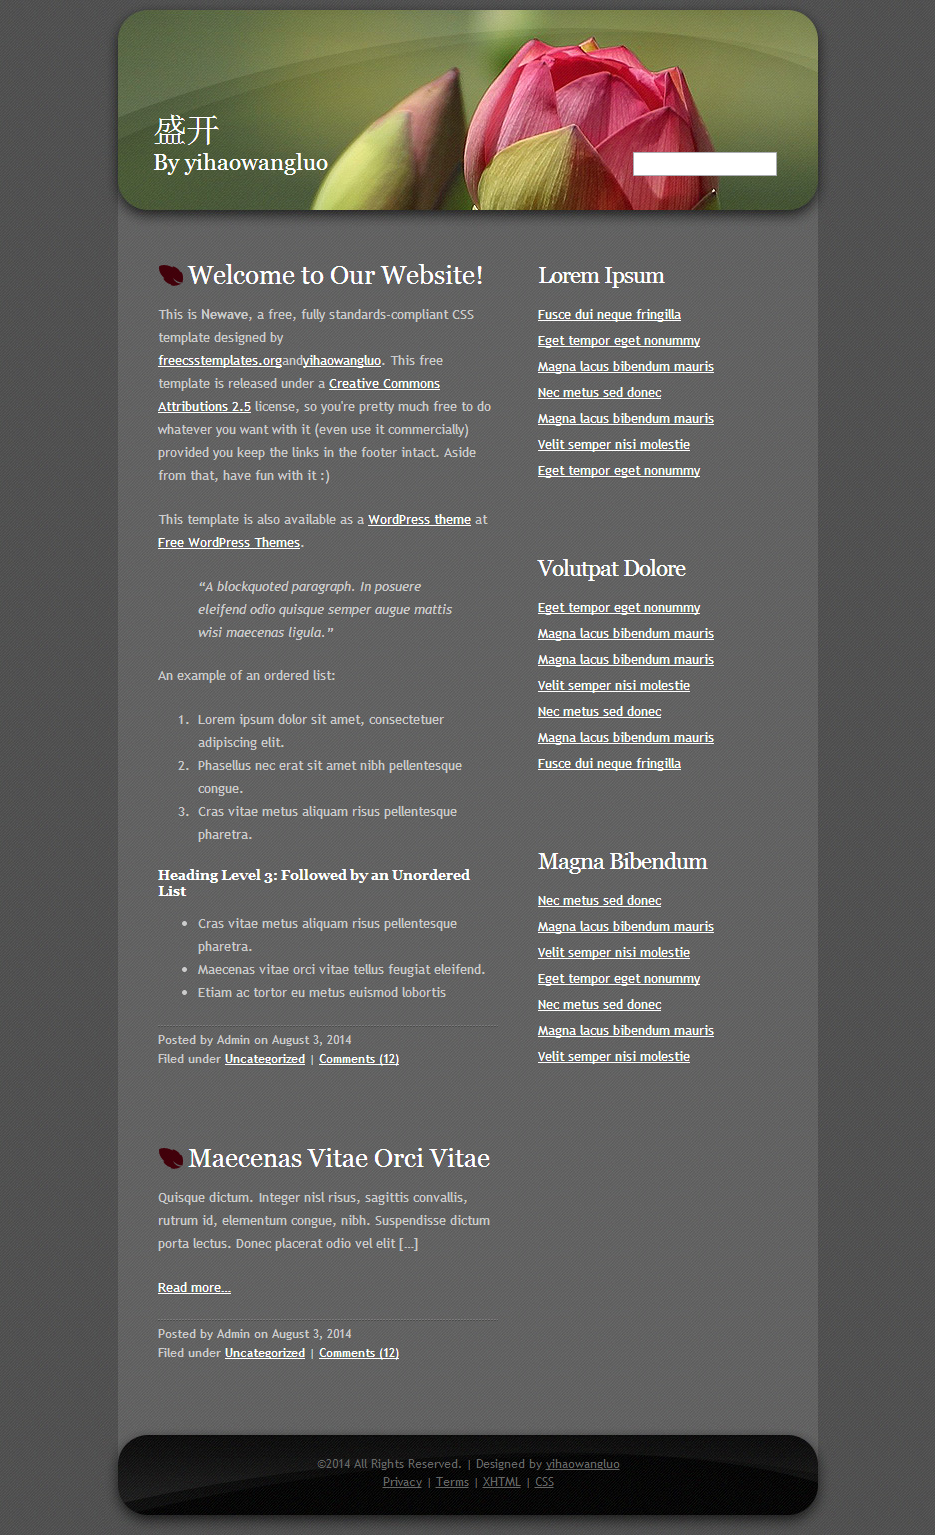 盛开
By yihaowangluo
Welcome to Our Website!
This is Newave, a free, fully standards-compliant CSS
template designed by
freecsstemplates.organdyihaowangluo. This free
template is released under a Creative Commons
Attributions 2.5 license, so you're pretty much free to do
whatever you want with it (even use it commercially)
provided you keep the links in the footer intact. Aside
from that, have fun with it :)
This template is also available as a WordPress theme at
Free WordPress Themes.
“A blockquoted paragraph. In posuere
eleifend odio quisque semper augue mattis
wisi maecenas ligula.”
An example of an ordered list:
1. Lorem ipsum dolor sit amet, consectetuer
adipiscing elit.
2. Phasellus nec erat sit amet nibh pellentesque
congue.
3. Cras vitae metus aliquam risus pellentesque
pharetra.
Heading Level 3: Followed by an Unordered
List
• Cras vitae metus aliquam risus pellentesque
pharetra.
• Maecenas vitae orci vitae tellus feugiat eleifend.
• Etiam ac tortor eu metus euismod lobortis
Posted by Admin on August 3, 2014
Filed under Uncategorized | Comments (12)
Maecenas Vitae Orci Vitae
Quisque dictum. Integer nisl risus, sagittis convallis,
rutrum id, elementum congue, nibh. Suspendisse dictum
porta lectus. Donec placerat odio vel elit [...]
Read more...
Posted by Admin on August 3, 2014
Filed under Uncategorized | Comments (12)
Lorem Ipsum
Fusce dui neque fringilla
Eget tempor eget nonummy
Magna lacus bibendum mauris
Nec metus sed donec
Magna lacus bibendum mauris
Velit semper nisi molestie
Eget tempor eget nonummy
Volutpat Dolore
Eget tempor eget nonummy
Magna lacus bibendum mauris
Magna lacus bibendum mauris
Velit semper nisi molestie
Nec metus sed donec
Magna lacus bibendum mauris
Fusce dui neque fringilla
Magna Bibendum
Nec metus sed donec
Magna lacus bibendum mauris
Velit semper nisi molestie
Eget tempor eget nonummy
Nec metus sed donec
Magna lacus bibendum mauris
Velit semper nisi molestie
©2014 All Rights Reserved. | Designed by yihaowangluo
Privacy | Terms | XHTML | CSS